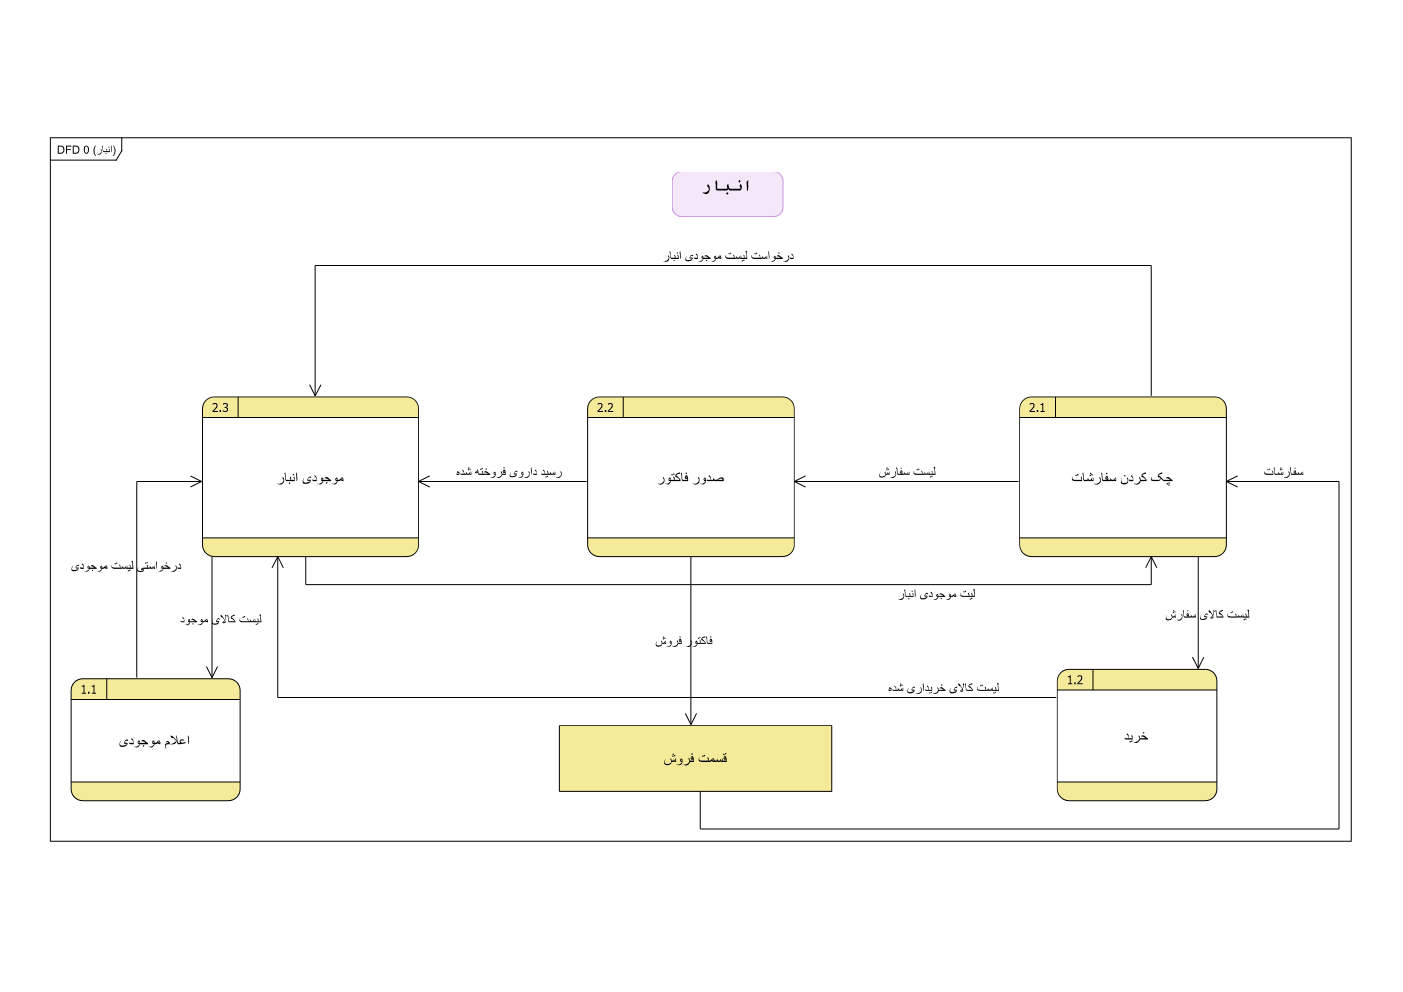 DFD 0 (انبار)
انبار
درخواست لیست موجودی انبار
2.3
2.2
2.1
موجودی انبار
رسید داروی فروخته شده
صدور فاکتور
لیست سفارش
چک کردن سفارشات
سفارشات
درخواستی لیست موجودی
لیست کالای موجود
لیت موجودی انبار
فاکتور فروش
لیست کالای سفارش
لیست کالای خریداری شده
1.1
اعلام موجودی
قسمت فروش
1.2
خرید